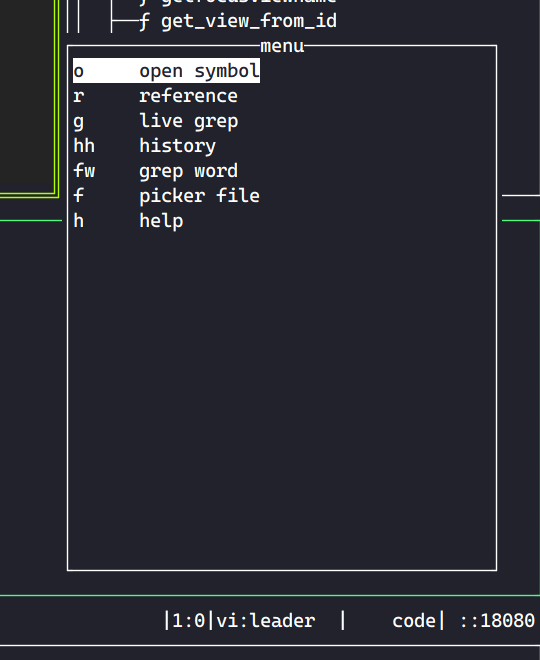 ƒ get_view_from_id
menu
o open symbol
r reference
g live grep
hh history
fw grep word
f picker file
h help
|1:0|vi:leader | code| ::18080